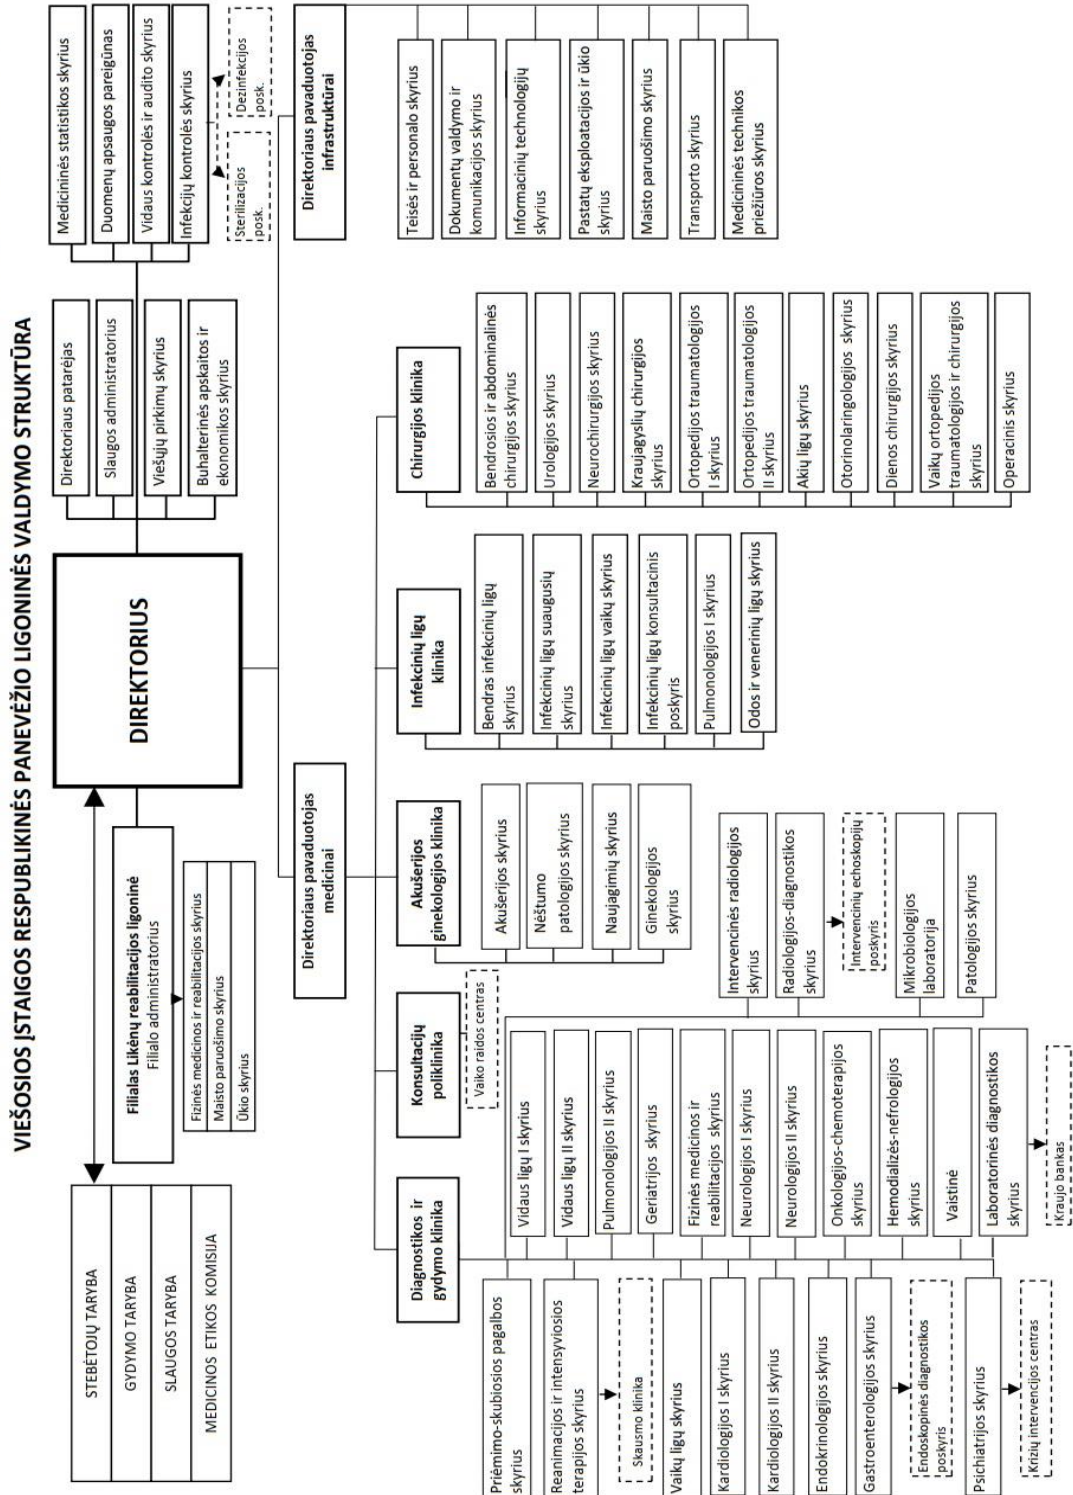 VIEŠOSIOS ĮSTAIGOS RESPUBLIKINĖS PANEVĖŽIO LIGONINĖS VALDYMO STRUKTŪRA
STEBĖTOJŲ TARYBA
GYDYMO TARYBA
SLAUGOS TARYBA
MEDICINOS ETIKOS KOMISIJA
Filialas Likėnų reabilitacijos ligoninė
Filialo administratorius
Fizinės medicinos ir reabilitacijos skyrius
Maisto paruošimo skyrius
Ūkio skyrius
DIREKTORIUS
Direktoriaus patarėjas
Slaugos administratorius
Viešųjų pirkimų skyrius
Buhalterinės apskaitos ir
ekonomikos skyrius
Medicininės statistikos skyrius
Duomenų apsaugos pareigūnas
Vidaus kontrolės ir audito skyrius
Infekcijų kontrolės skyrius
Sterilizacijos
posk.
Dezinfekcijos
posk.
Direktoriaus pavaduotojas
medicinai
Direktoriaus pavaduotojas
infrastruktūrai
Diagnostikos ir
gydymo klinika
Priėmimo-skubiosios pagalbos
skyrius
Reanimacijos ir intensyviosios
terapijos skyrius
Skausmo klinika
Vaikų ligų skyrius
Kardiologijos I skyrius
Kardiologijos II skyrius
Endokrinologijos skyrius
Gastroenterologijos skyrius
Endoskopinės diagnostikos
poskyris
Psichiatrijos skyrius
Krizių intervencijos centras
Vidaus ligų I skyrius
Vidaus ligų II skyrius
Pulmonologijos II skyrius
Geriatrijos skyrius
Fizinės medicinos ir
reabilitacijos skyrius
Neurologijos I skyrius
Neurologijos II skyrius
Onkologijos-chemoterapijos
skyrius
Hemodializės-nefrologijos
skyrius
Vaistinė
Laboratorinės diagnostikos
skyrius
Kraujo bankas
Intervencinės radiologijos
skyrius
Radiologijos-diagnostikos
skyrius
Intervencinių echoskopijų
poskyris
Mikrobiologijos
laboratorija
Patologijos skyrius
Konsultacijų
poliklinika
Vaiko raidos centras
Akušerijos
ginekologijos klinika
Akušerijos skyrius
Nėštumo
patologijos skyrius
Naujagimių skyrius
Ginekologijos
skyrius
Infekcinių ligų
klinika
Bendras infekcinių ligų
skyrius
Infekcinių ligų suaugusių
skyrius
Infekcinių ligų vaikų skyrius
Infekcinių ligų konsultacinis
poskyris
Pulmonologijos I skyrius
Odos ir venerinių ligų skyrius
Chirurgijos klinika
Bendrosios ir abdominalinės
chirurgijos skyrius
Urologijos skyrius
Neurochirurgijos skyrius
Kraujagyslių chirurgijos
skyrius
Ortopedijos traumatologijos
I skyrius
Ortopedijos traumatologijos
II skyrius
Akių ligų skyrius
Otorinolaringologijos skyrius
Dienos chirurgijos skyrius
Vaikų ortopedijos
traumatologijos ir chirurgijos
skyrius
Operacinis skyrius
Teisės ir personalo skyrius
Dokumentų valdymo ir
komunikacijos skyrius
Informacinių technologijų
skyrius
Pastatų eksploatacijos ir ūkio
skyrius
Maisto paruošimo skyrius
Transporto skyrius
Medicininės technikos
priežiūros skyrius